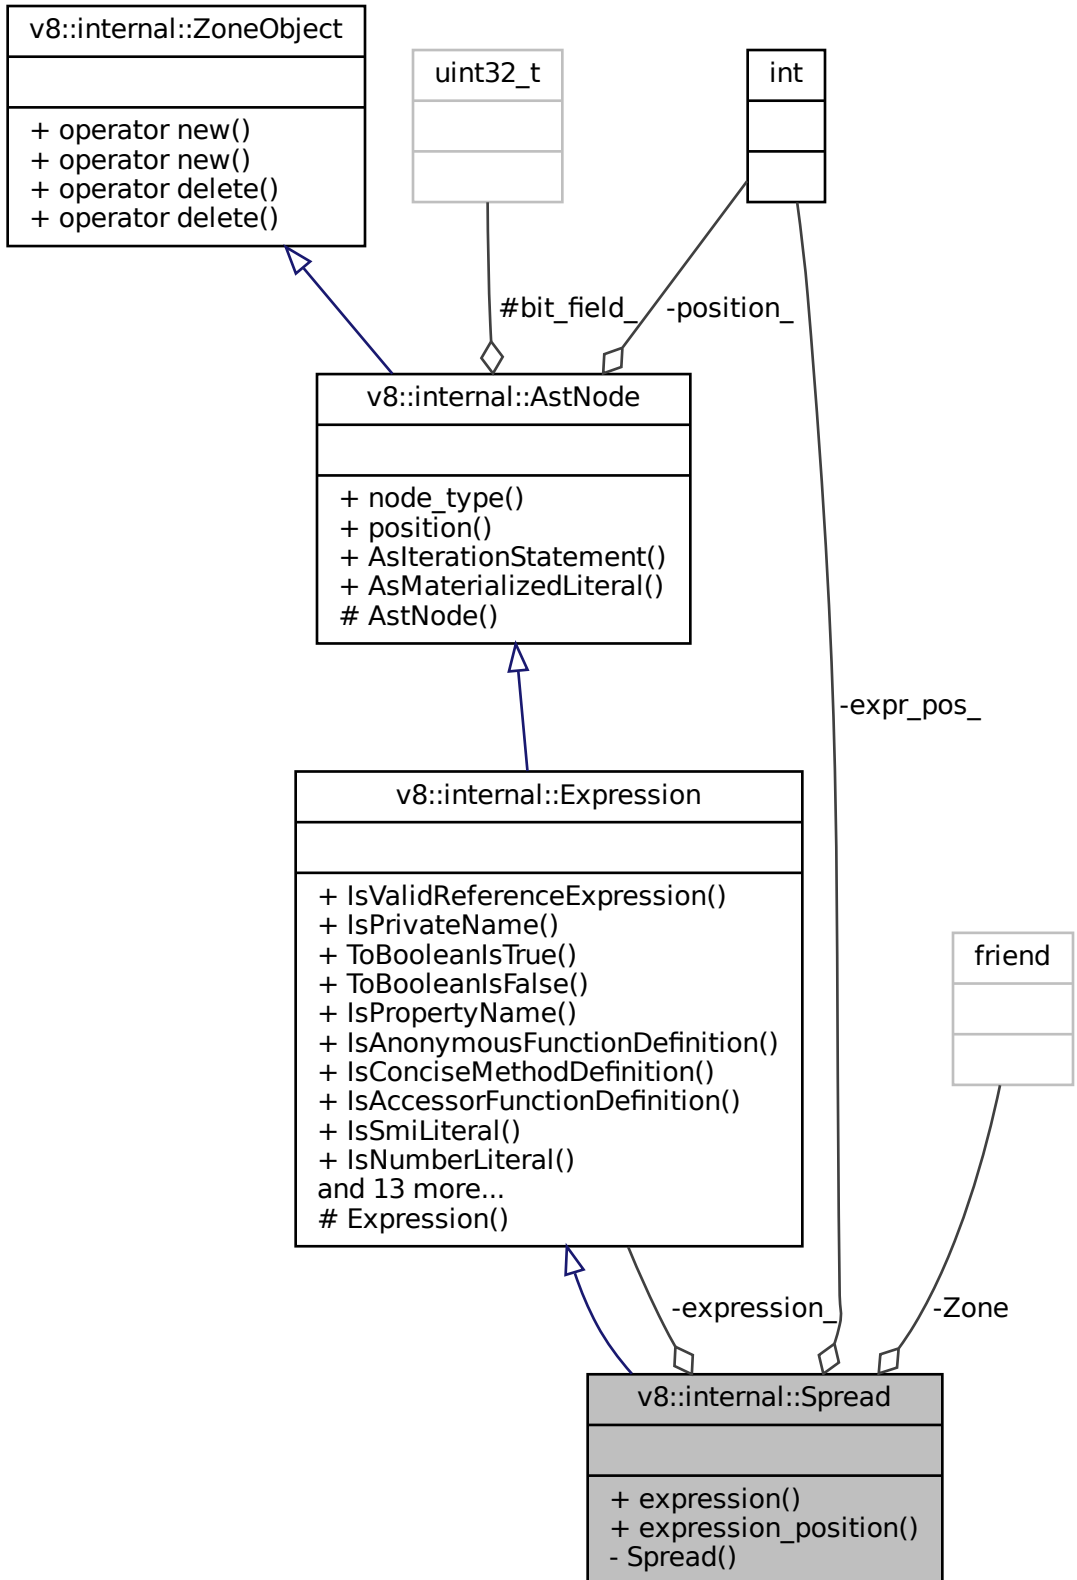 v8::internal::ZoneObject
+ operator new()
+ operator new()
+ operator delete()
+ operator delete()
uint32_t
int
#bit_field_
-position_
v8::internal::AstNode
+ node_type()
+ position()
+ AsIterationStatement()
+ AsMaterializedLiteral()
# AstNode()
-expr_pos_
v8::internal::Expression
+ IsValidReferenceExpression()
+ IsPrivateName()
+ ToBooleanIsTrue()
+ ToBooleanIsFalse()
+ IsPropertyName()
+ IsAnonymousFunctionDefinition()
+ IsConciseMethodDefinition()
+ IsAccessorFunctionDefinition()
+ IsSmiLiteral()
+ IsNumberLiteral()
and 13 more...
# Expression()
friend
-expression_
-Zone
v8::internal::Spread
+ expression()
+ expression_position()
- Spread()